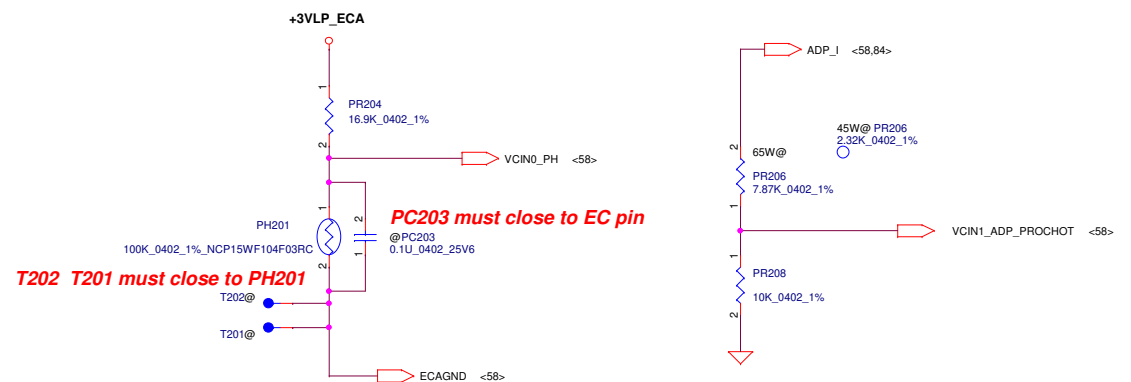 +3VLP_ECA
1
PR204
16.9K_0402_1%
2
VCIN0_PH <58>
1
PH201
100K_0402_1%_NCP15WF104F03RC
2
2
@PC203
0.1U_0402_25V6
1
PC203 must close to EC pin
T202 T201 must close to PH201
T202@
T201@
ECAGND <58>
ADP_I <58,84>
45W@ PR206
2.32K_0402_1%
2
65W@
PR206
7.87K_0402_1%
1
VCIN1_ADP_PROCHOT <58>
1
PR208
10K_0402_1%
2